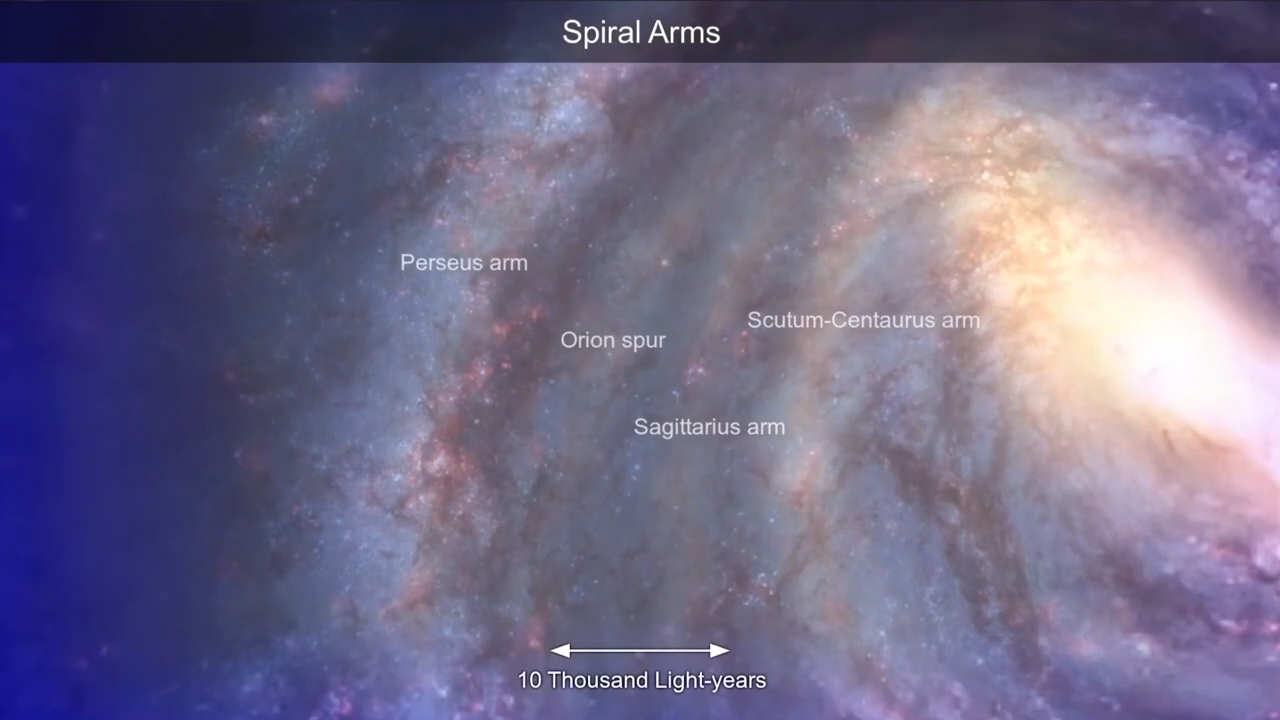 Spiral Arms
Perseus arm
Scutum-Centaurus arm
Orion spur
Sagittarius arm
10 Thousand Light-years